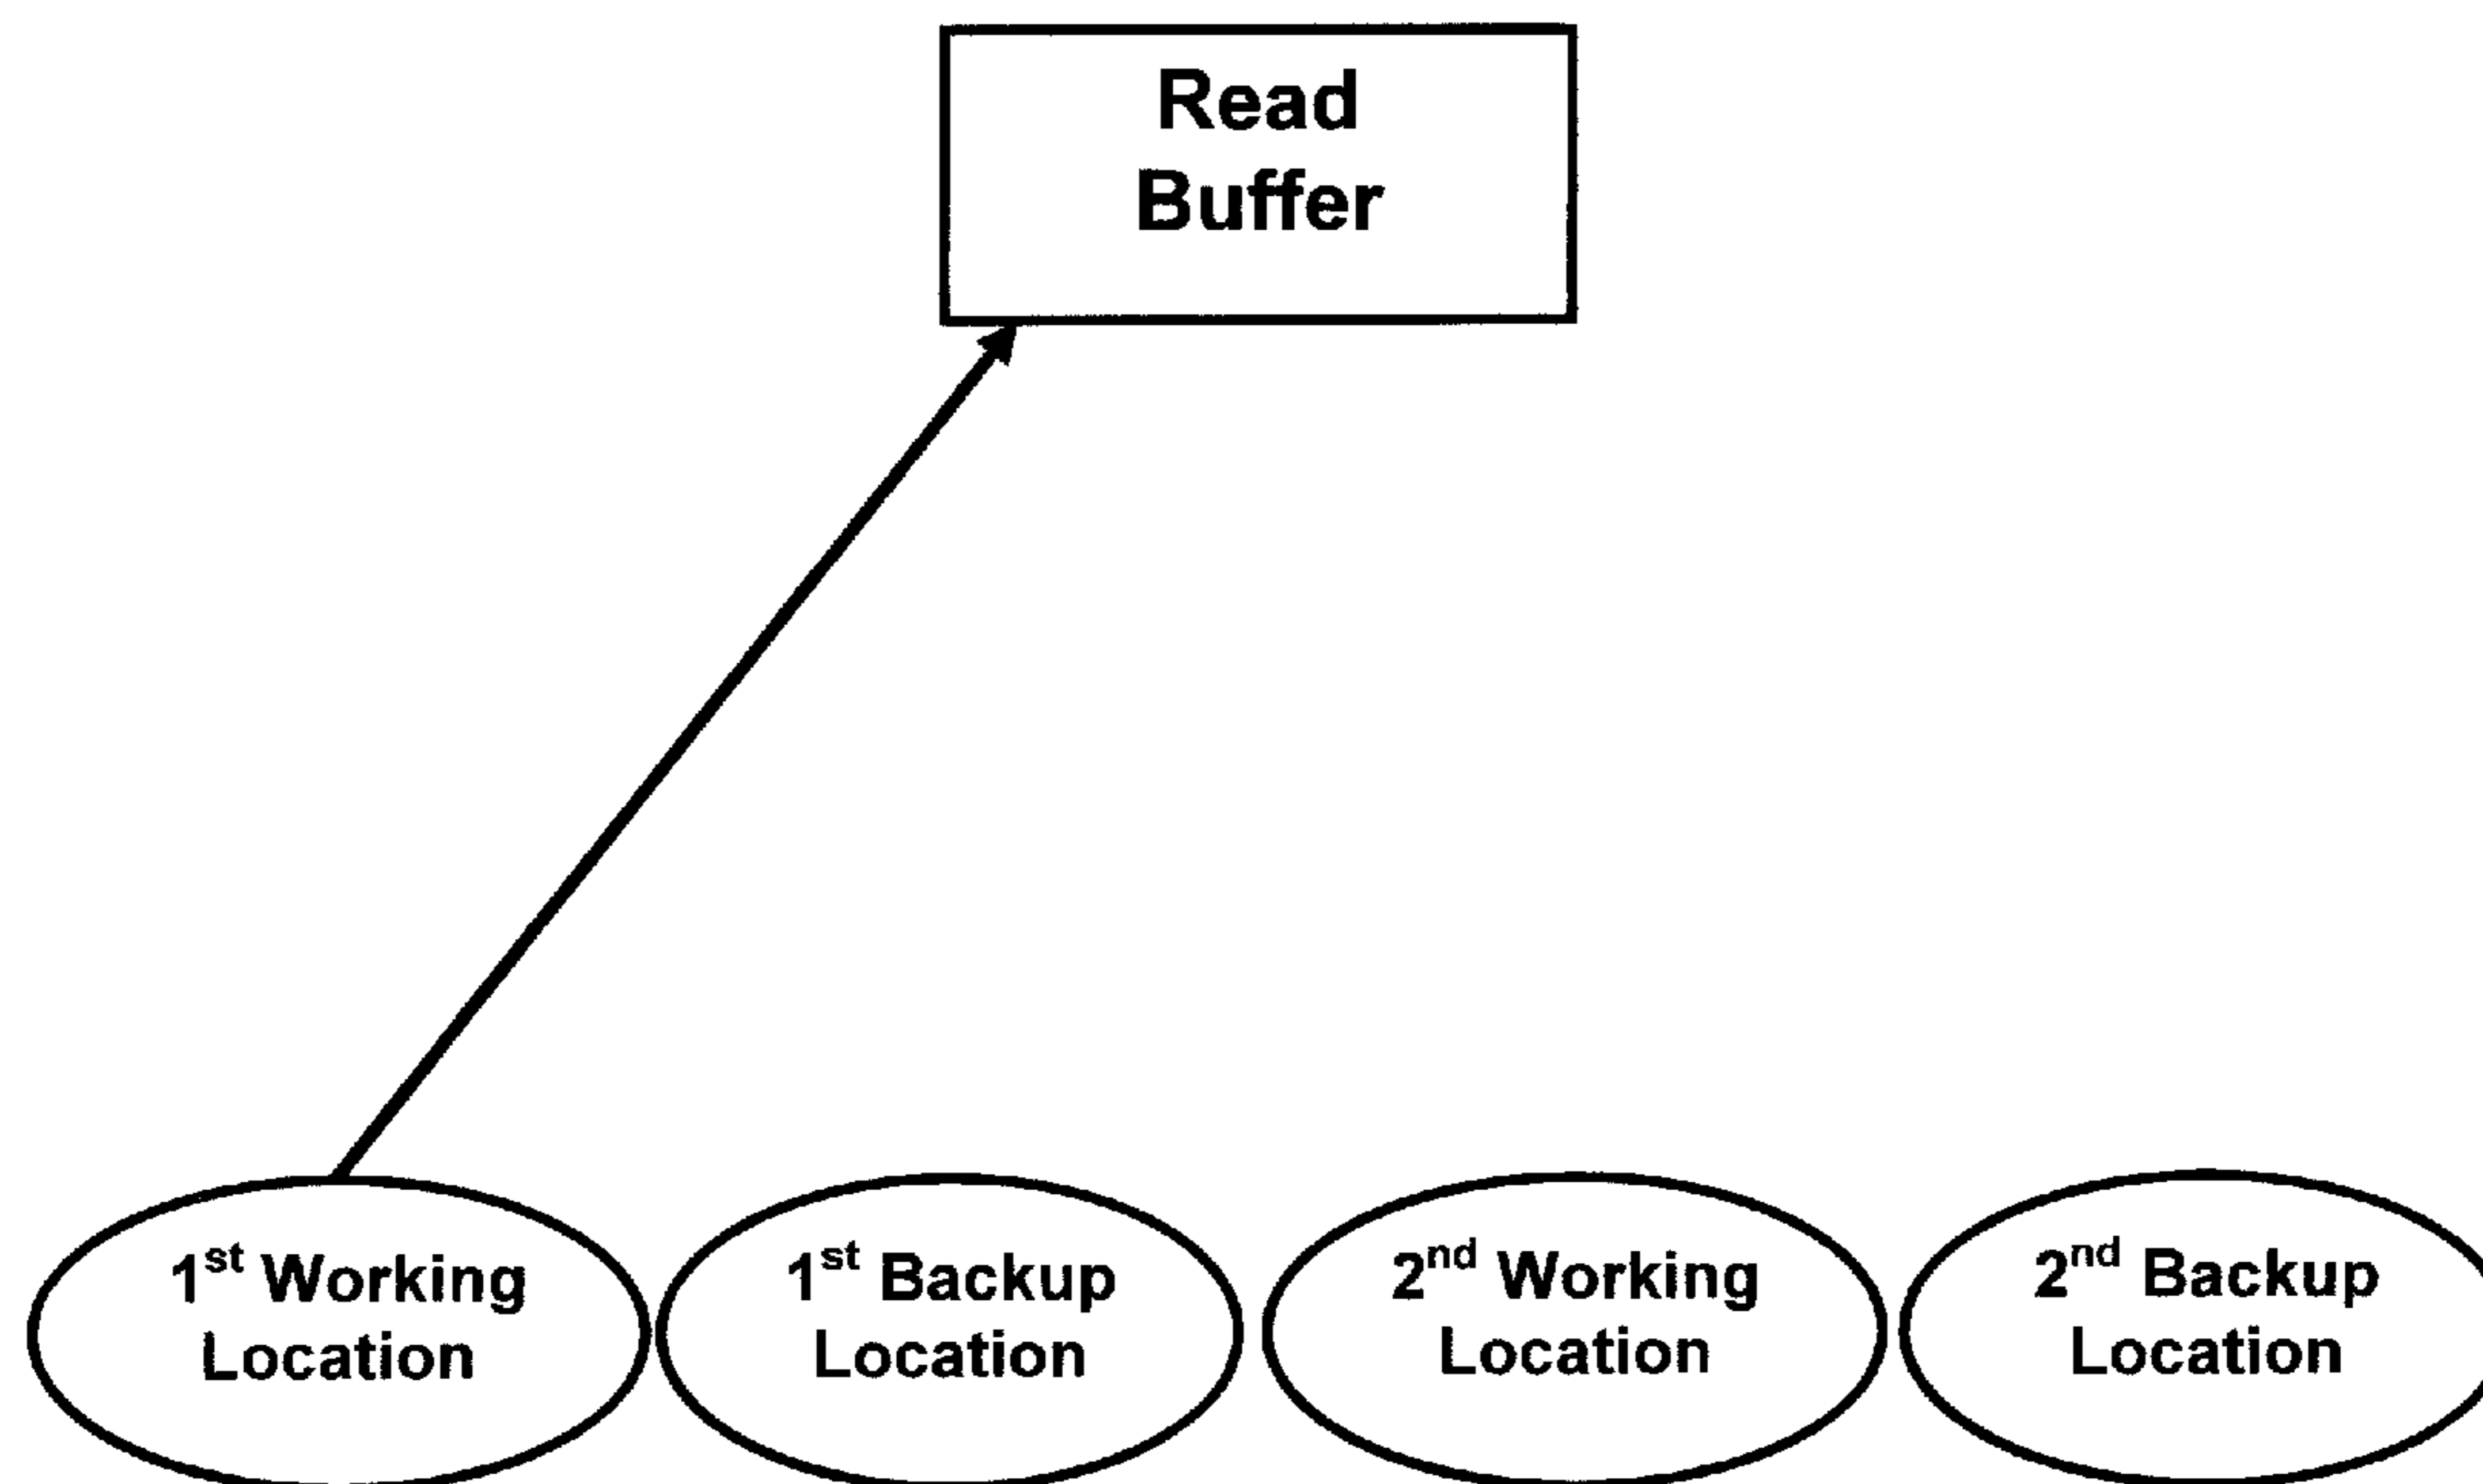 Read
Buffer
1st Working
Location
1st Backup
Location
2nd Working
Location
2nd Backup
Location